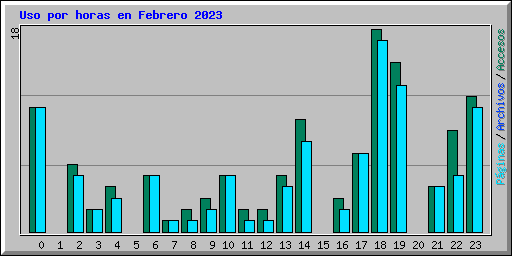 Uso por horas en Febrero 2023
18
Páginas / Archivos / Accesos
0 1 2 3 4 5 6 7 8 9 10 11 12 13 14 15 16 17 18 19 20 21 22 23